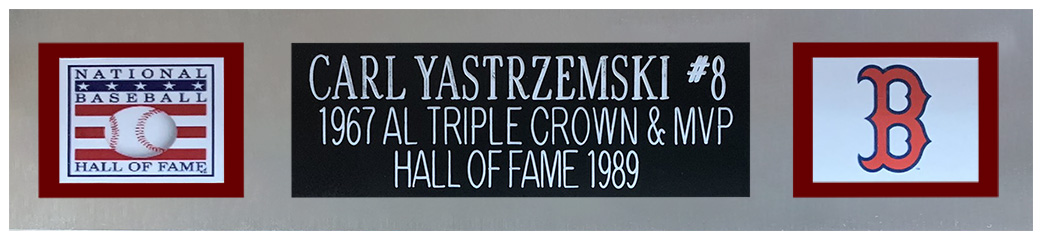 NATIONAL
BASEBALL
HALL OF FAME
CARL YASTRZEMSKI #8
1967 AL TRIPLE CROWN & MVP
HALL OF FAME 1989
B